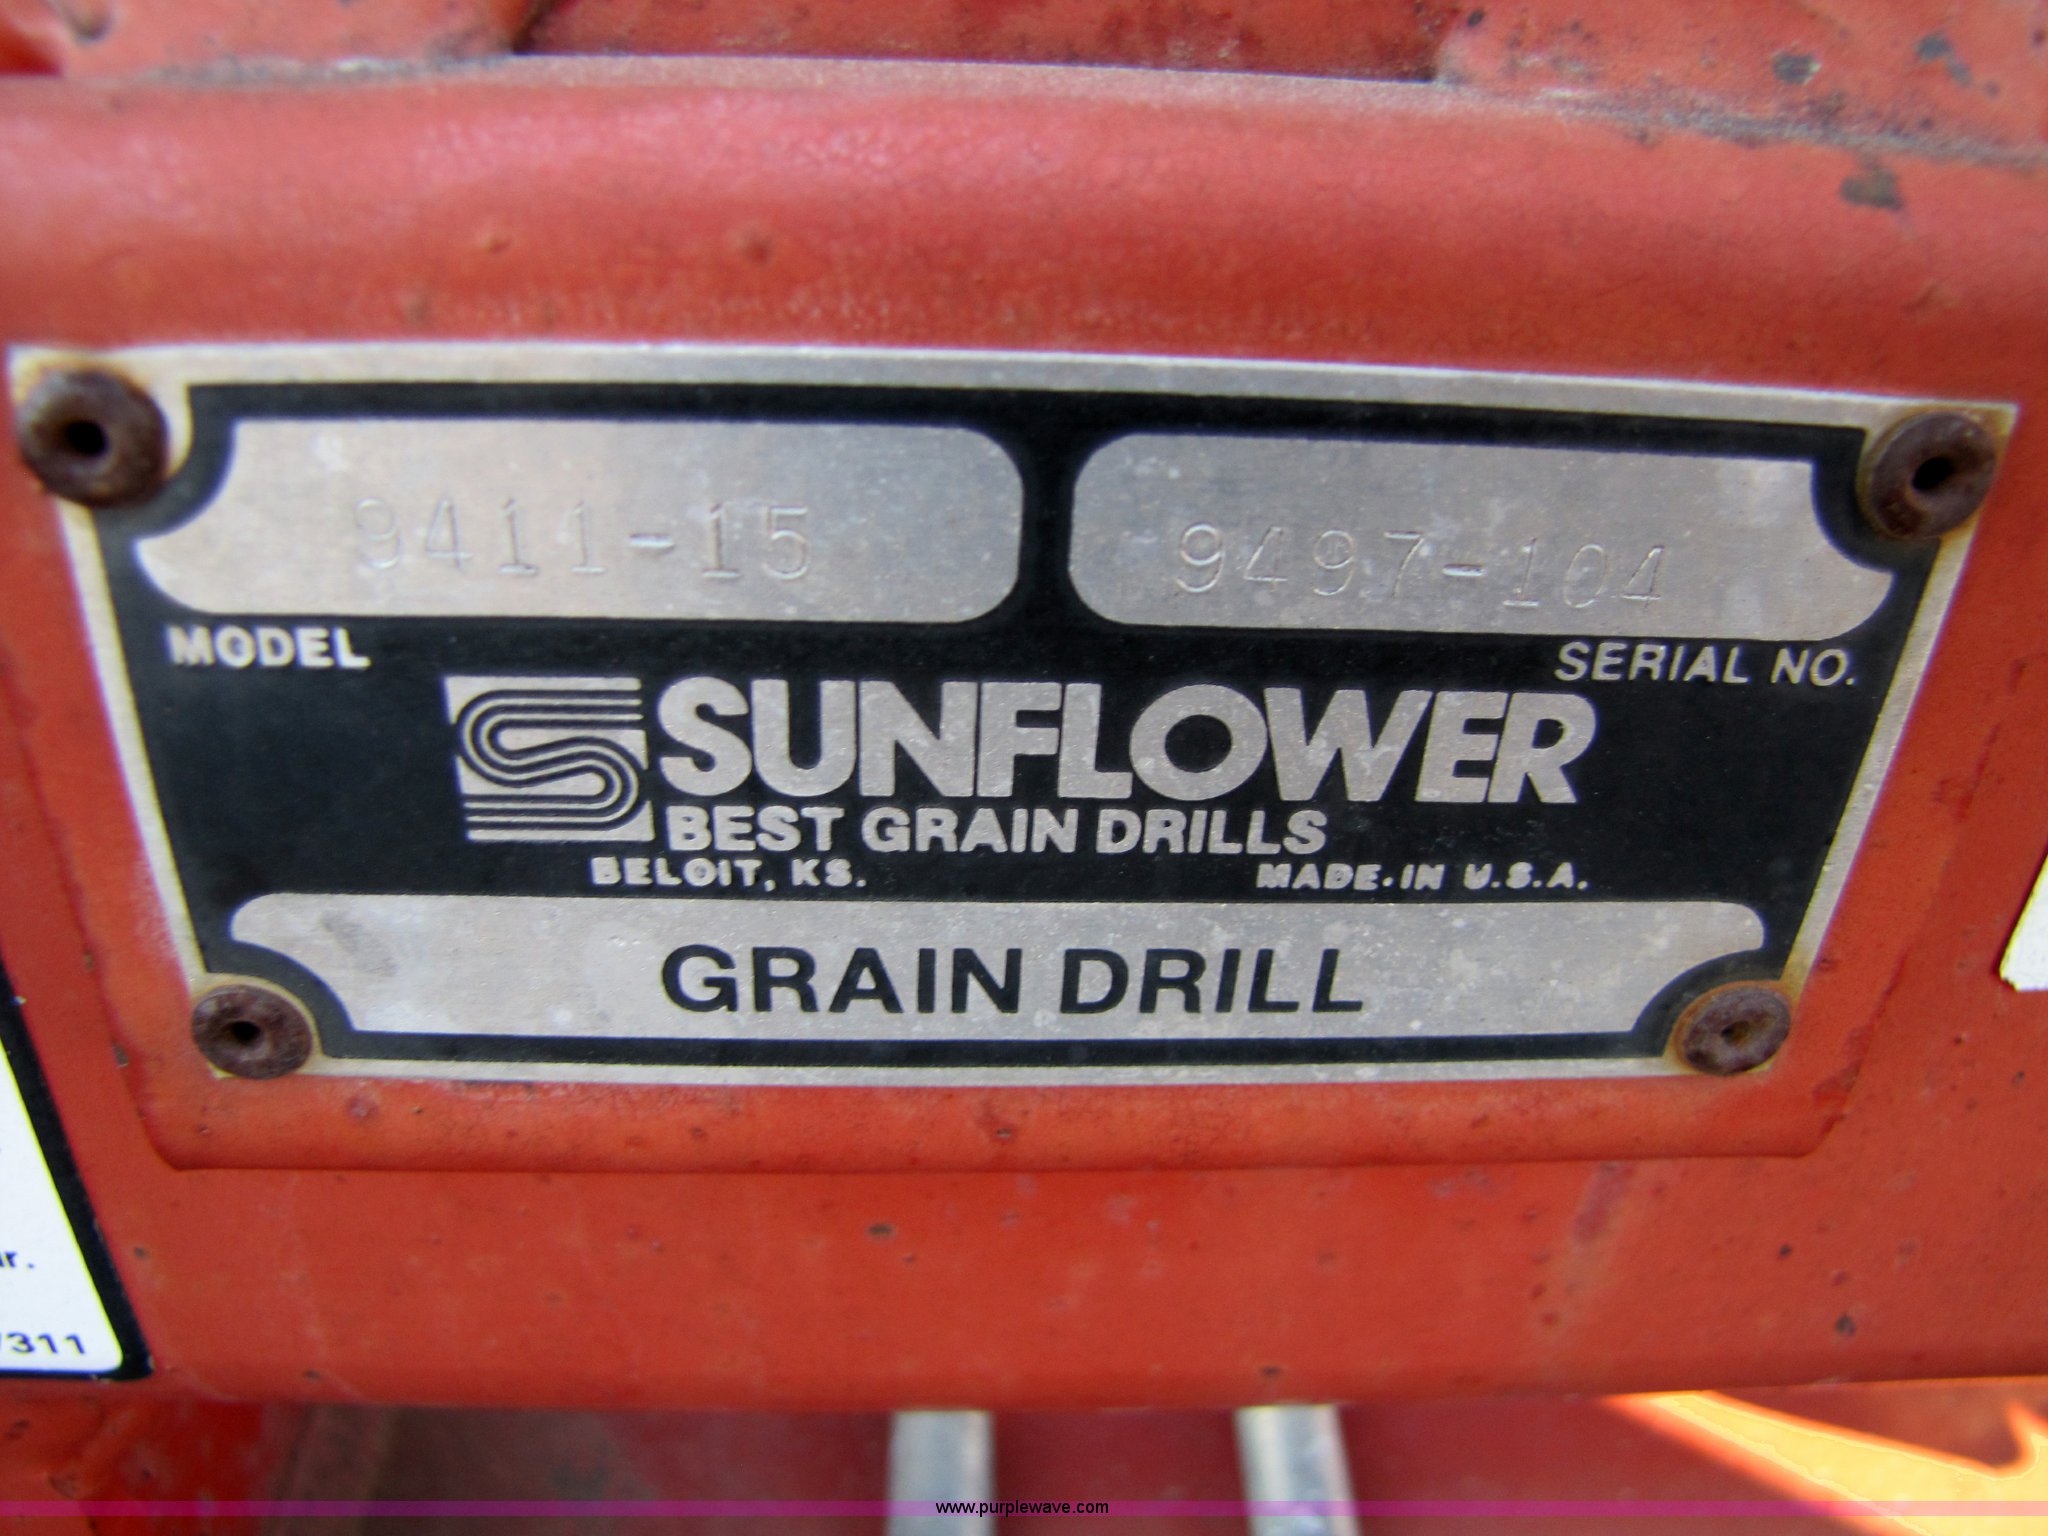 9411-15
9497-104
MODEL
SERIAL NO.
SUNFLOWER
BEST GRAIN DRILLS
BELOIT, KS.
MADE IN U.S.A.
GRAIN DRILL
311
www.purplewave.com